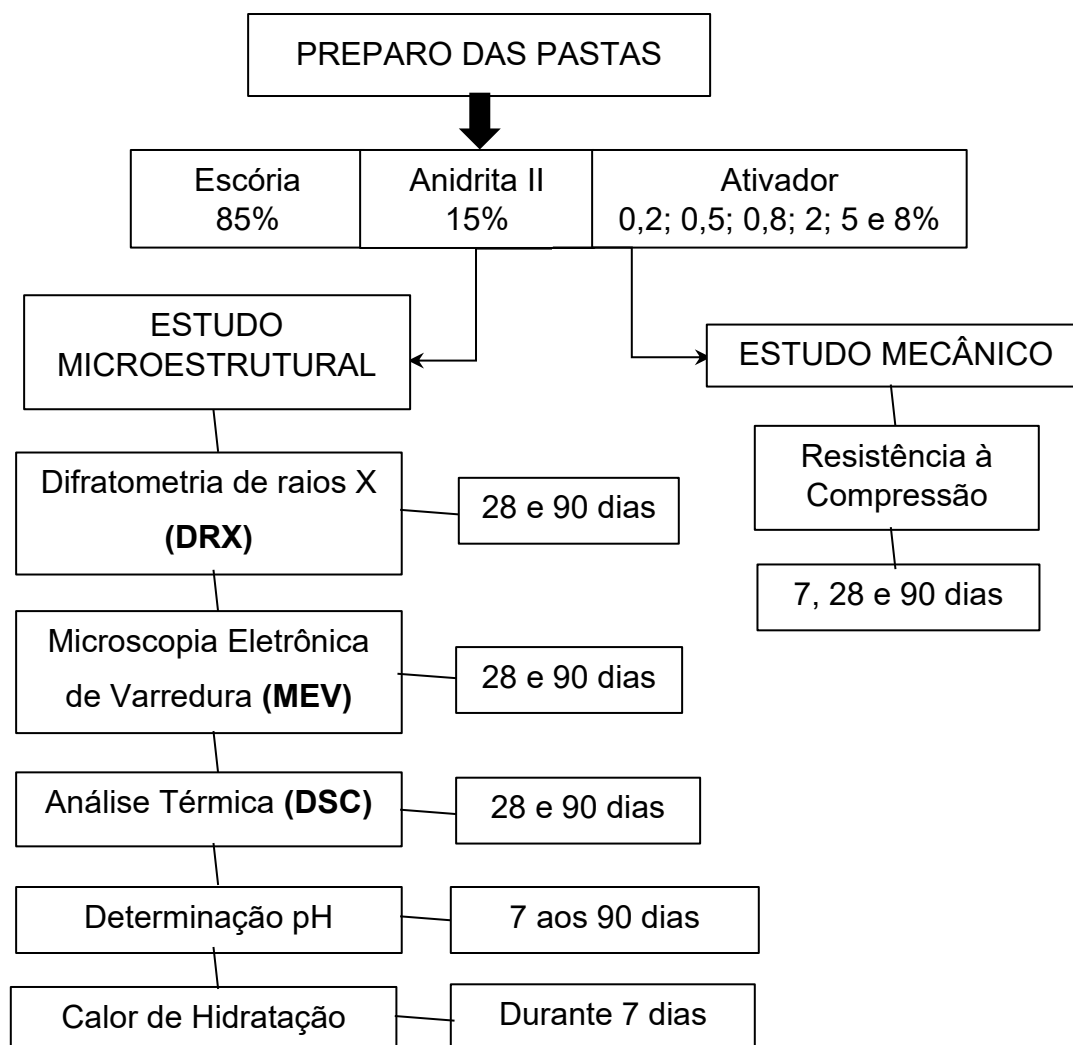 PREPARO DAS PASTAS
Escória
85%
Anidrita II
15%
Ativador
0,2; 0,5; 0,8; 2; 5 e 8%
ESTUDO
MICROESTRUTURAL
ESTUDO MECÂNICO
Difratometria de raios X
(DRX)
28 e 90 dias
Resistência à
Compressão
7, 28 e 90 dias
Microscopia Eletrônica
de Varredura (MEV)
28 e 90 dias
Análise Térmica (DSC)
28 e 90 dias
Determinação pH
7 aos 90 dias
Calor de Hidratação
Durante 7 dias